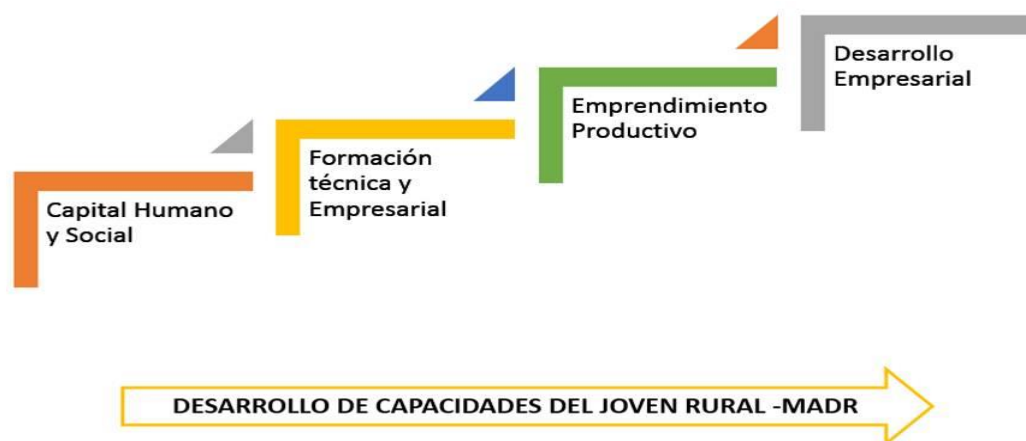 Capital Humano
y Social
Formación
técnica y
Empresarial
Emprendimiento
Productivo
Desarrollo
Empresarial
DESARROLLO DE CAPACIDADES DEL JOVEN RURAL -MADR